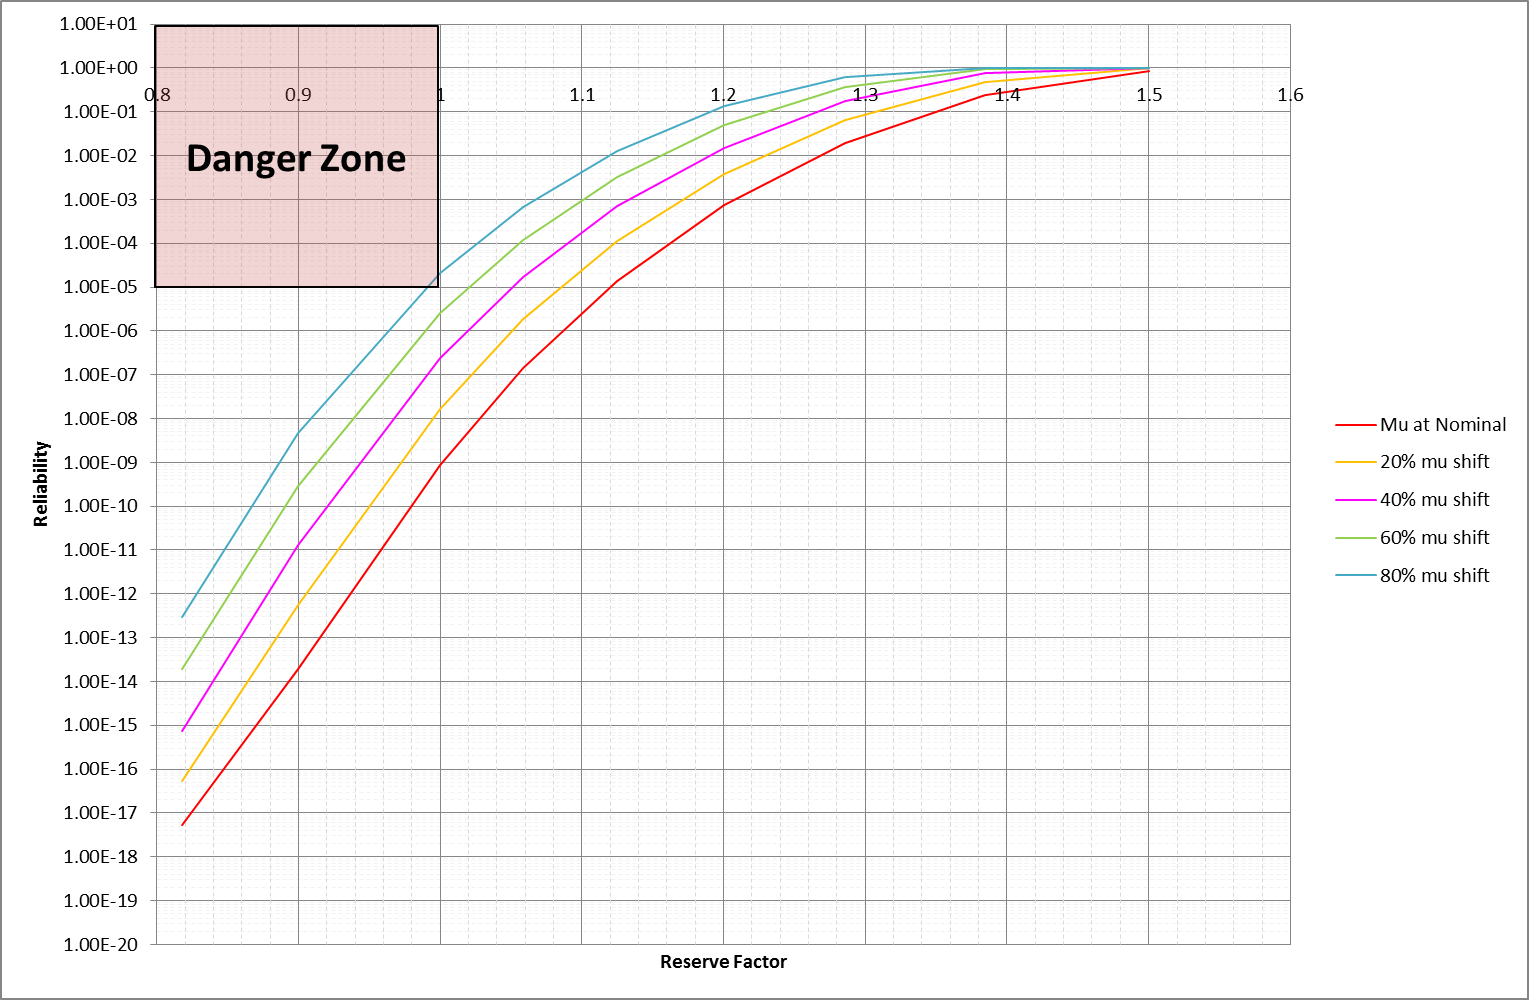 1.00E+01
1.00E+00
0.8 0.9 1 1.1 1.2 1.3 1.4 1.5 1.6
1.00E-01
Danger Zone
1.00E-02
1.00E-03
1.00E-04
1.00E-05
1.00E-06
1.00E-07
1.00E-08
1.00E-09
1.00E-10
1.00E-11
1.00E-12
1.00E-13
1.00E-14
1.00E-15
1.00E-16
1.00E-17
1.00E-18
1.00E-19
1.00E-20
Reliability
Reserve Factor
Mu at Nominal
20% mu shift
40% mu shift
60% mu shift
80% mu shift